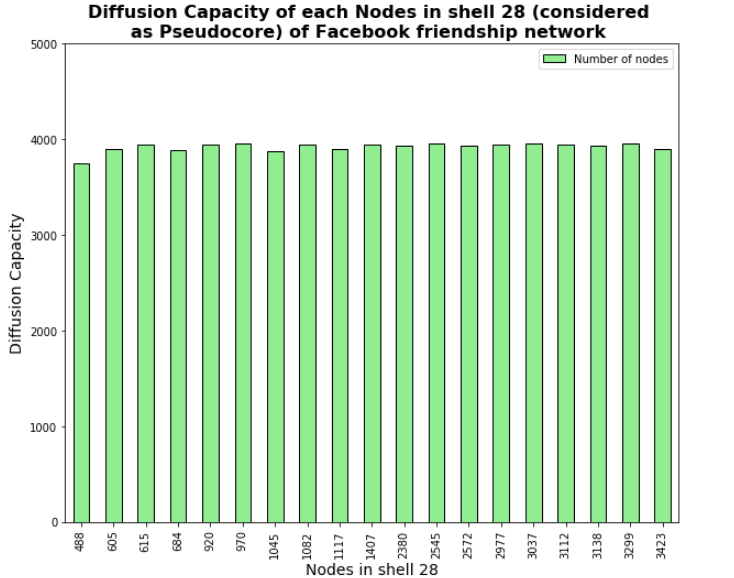 Diffusion Capacity of each Nodes in shell 28 (considered
as Pseudocore) of Facebook friendship network
Number of nodes
5000
4000
3000
2000
1000
0
Diffusion Capacity
488 605 615 684 920 970 1045 1082 1117 1407 2380 2545 2572 2977 3037 3112 3138 3299 3423
Nodes in shell 28